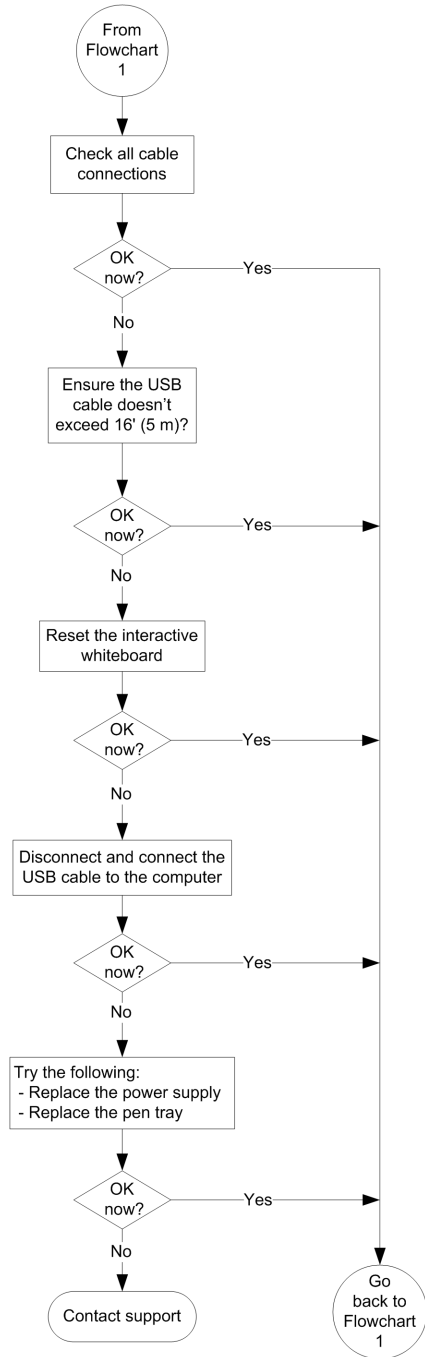 From
Flowchart
1
Check all cable
connections
OK
now?
Yes
No
Ensure the USB
cable doesn’t
exceed 16' (5 m)?
OK
now?
Yes
No
Reset the interactive
whiteboard
OK
now?
Yes
No
Disconnect and connect the
USB cable to the computer
OK
now?
Yes
No
Try the following:
- Replace the power supply
- Replace the pen tray
OK
now?
Yes
No
Contact support
Go
back to
Flowchart
1